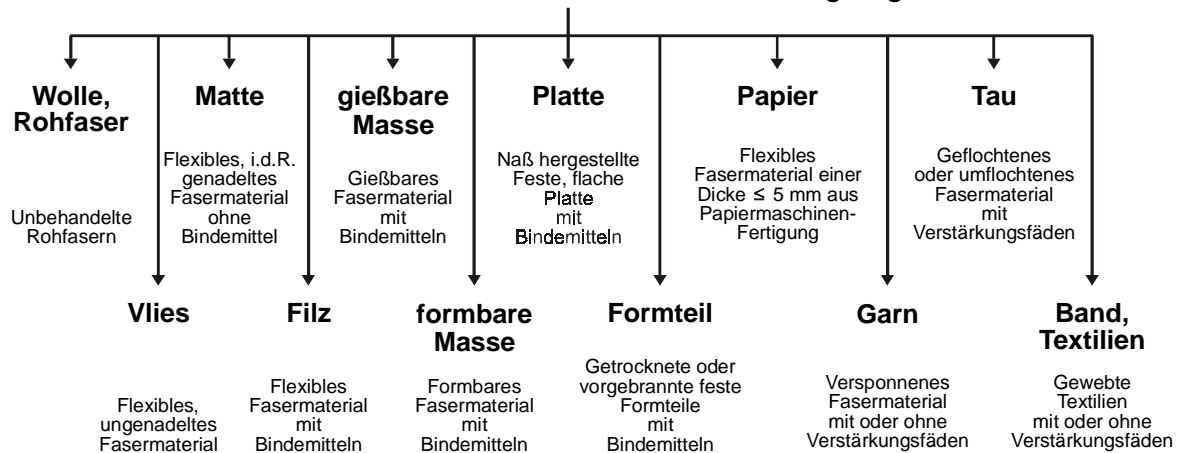 Wolle,
Rohfaser
Unbehandelte
Rohfasern
Matte
Flexibles, i.d.R.
genadeltes
Fasermaterial
ohne
Bindemittel
gießbare
Masse
Gießbares
Fasermaterial
mit
Bindemitteln
Platte
Naß hergestellte
Feste, flache
Platte
mit
Bindemitteln
Papier
Flexibles
Fasermaterial einer
Dicke ≤ 5 mm aus
Papiermaschinen-
Fertigung
Tau
Geflochtenes
oder umflochtenes
Fasermaterial
mit
Verstärkungsfäden
Vlies
Flexibles,
ungenadeltes
Fasermaterial
Filz
Flexibles
Fasermaterial
mit
Bindemitteln
formbare
Masse
Formbares
Fasermaterial
mit
Bindemitteln
Formteil
Getrocknete oder
vorgebrannte feste
Formteile
mit
Bindemitteln
Garn
Versponnenes
Fasermaterial
mit oder ohne
Verstärkungsfäden
Band,
Textilien
Gewebte
Textilien
mit oder ohne
Verstärkungsfäden